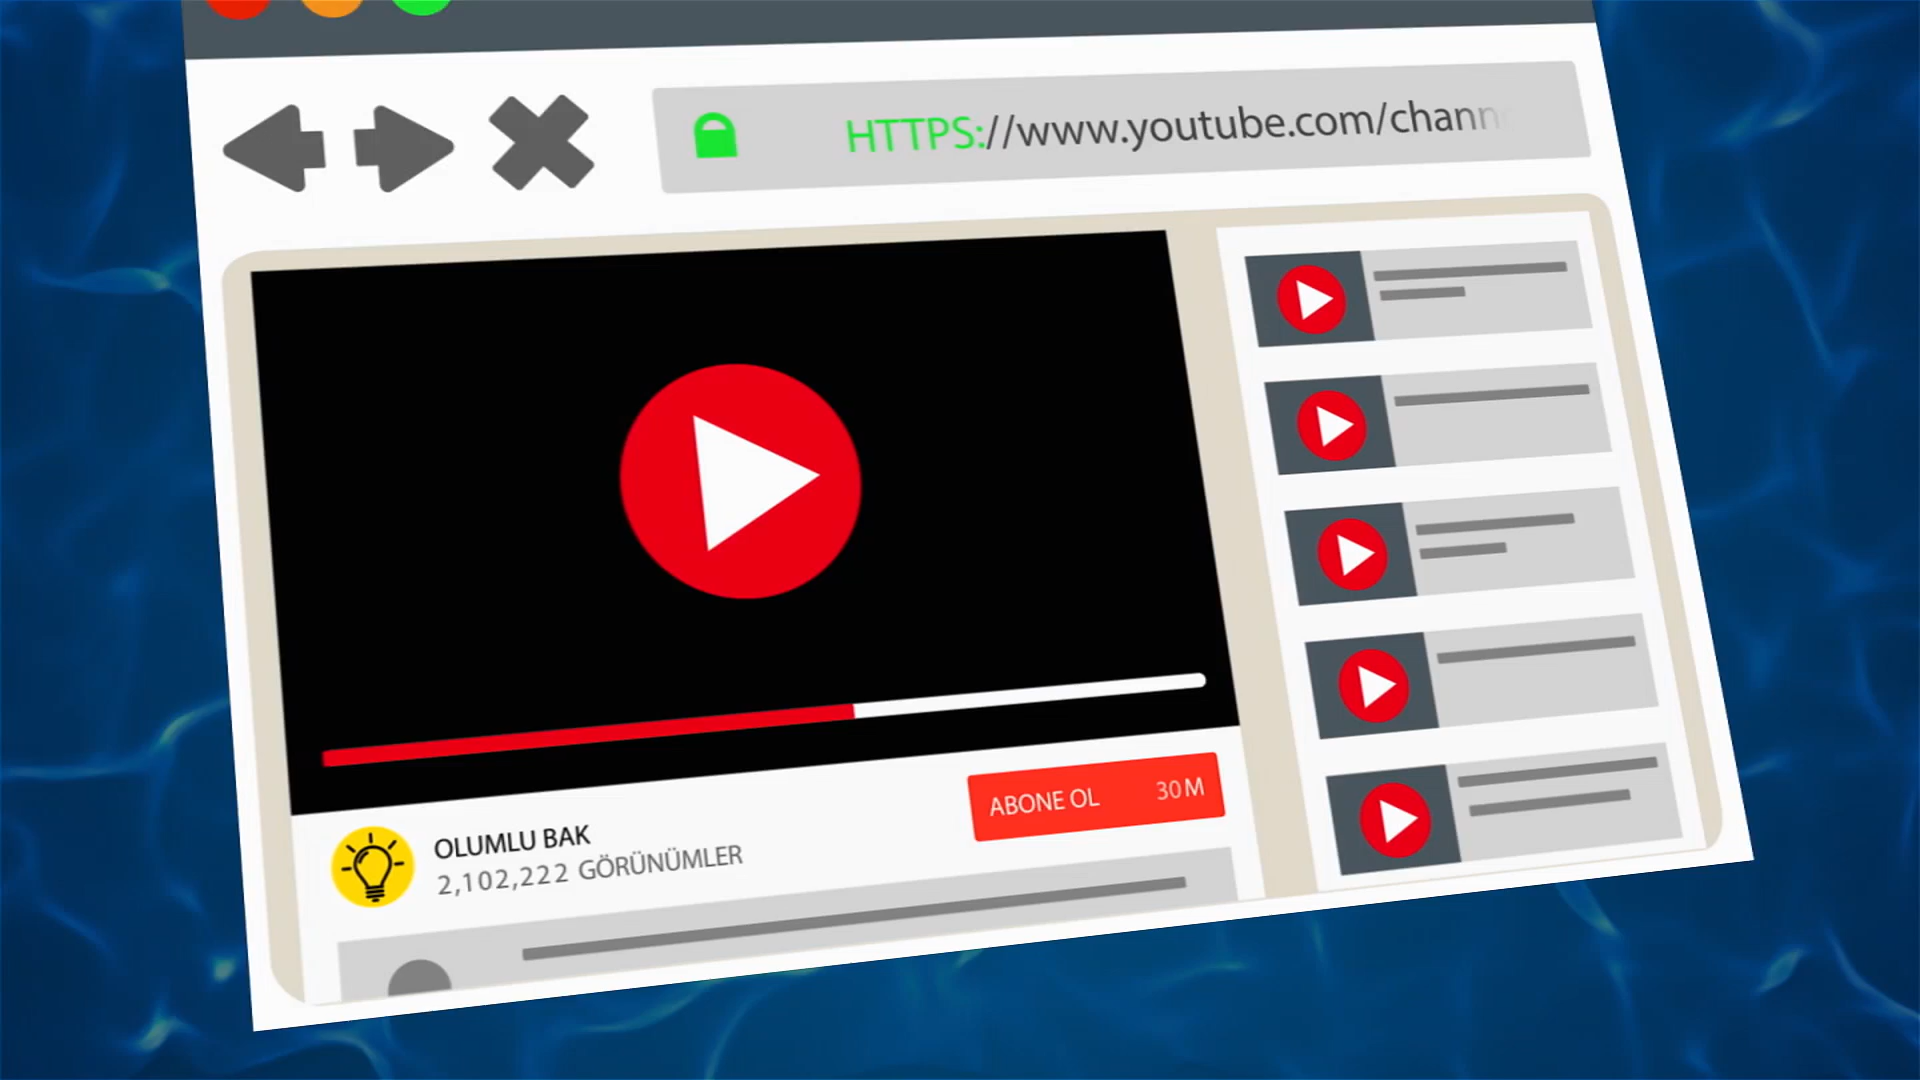 HTTPS://www.youtube.com/chann
OLUMLU BAK
2,102,222 GÖRÜNÜMLER
ABONE OL 30M